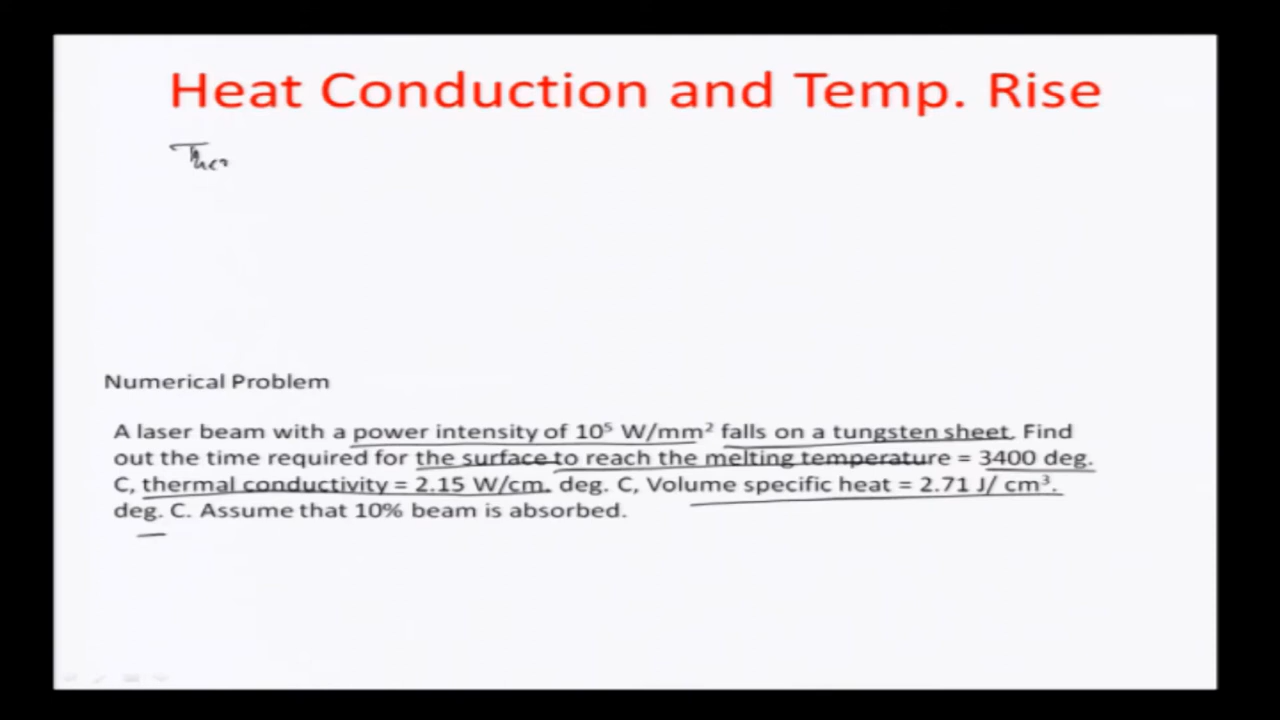 Heat Conduction and Temp. Rise
Ther
Numerical Problem
A laser beam with a power intensity of 10⁵ W/mm² falls on a tungsten sheet. Find
out the time required for the surface to reach the melting temperature = 3400 deg.
C, thermal conductivity = 2.15 W/cm. deg. C, Volume specific heat = 2.71 J/ cm³.
deg. C. Assume that 10% beam is absorbed.